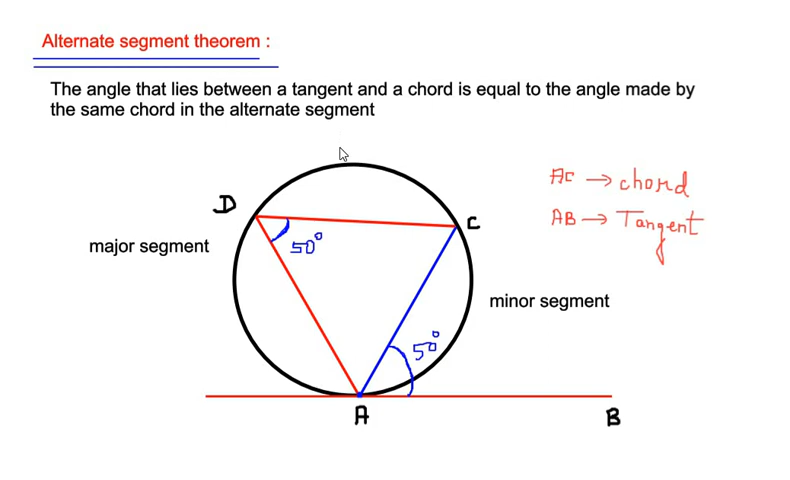 Alternate segment theorem :
The angle that lies between a tangent and a chord is equal to the angle made by
the same chord in the alternate segment
AC → chord
AB → Tangent
D
C
major segment
50°
minor segment
50°
A
B